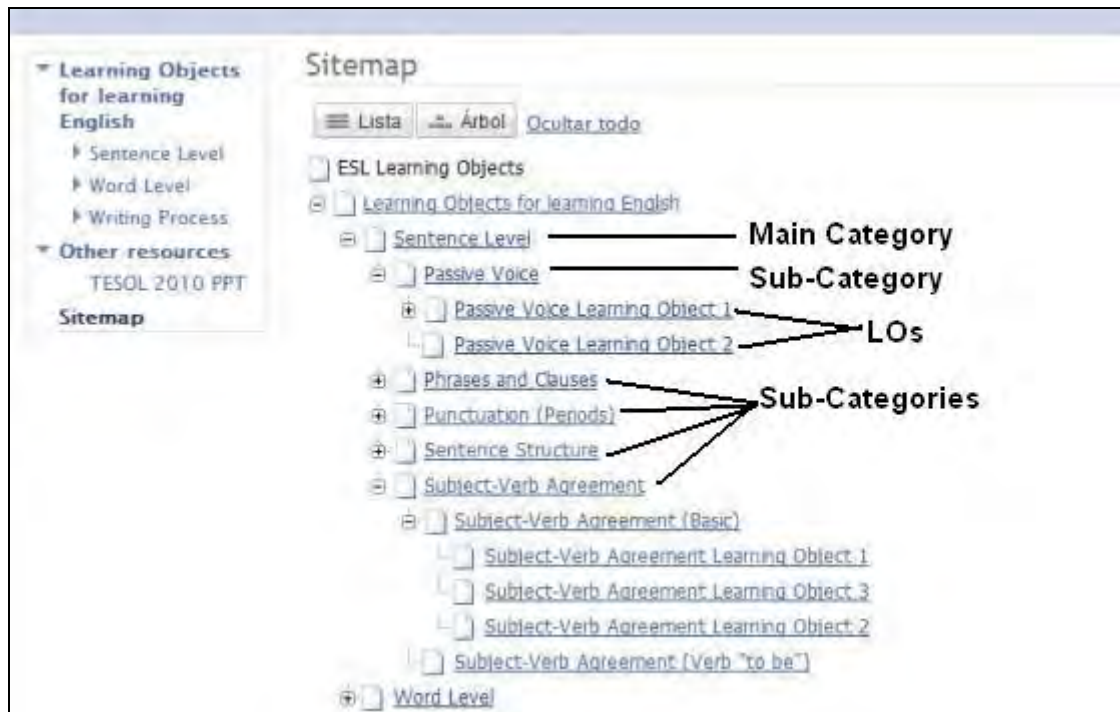 Learning Objects
for learning
English
Sentence Level
Word Level
Writing Process
Other resources
TESOL 2010 PPT
Sitemap
Sitemap
Lista Árbol Ocultar todo
ESL Learning Objects
Learning Objects for learning English
Sentence Level
Main Category
Passive Voice
Sub-Category
Passive Voice Learning Object 1
Passive Voice Learning Object 2
LOs
Phrases and Clauses
Punctuation (Periods)
Sentence Structure
Subject-Verb Agreement
Sub-Categories
Subject-Verb Agreement (Basic)
Subject-Verb Agreement Learning Object 1
Subject-Verb Agreement Learning Object 3
Subject-Verb Agreement Learning Object 2
Subject-Verb Agreement (Verb "to be")
Word Level